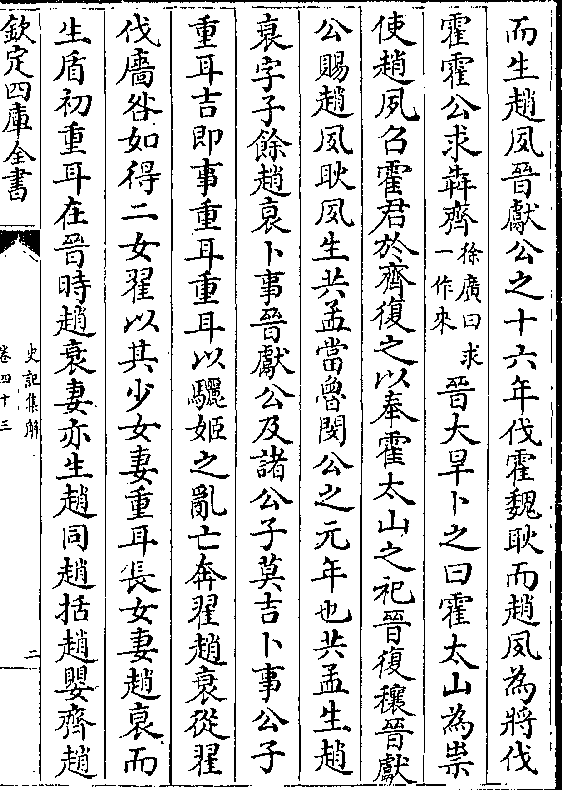 而生趙夙晉獻公之十六年伐霍魏耿而趙夙為將伐
霍霍公求犇齊徐廣曰求一作來晉大旱卜之曰霍太山為祟
使趙夙召霍君於齊復之以奉霍太山之祀晉復穰晉獻
公賜趙夙耿夙生共孟當魯閔公之元年也共孟生趙
衰字子餘趙衰卜事晉獻公及諸公子莫吉卜事公子
重耳吉即事重耳重耳以驪姬之亂亡奔翟趙衰從翟
伐廧咎如得二女翟以其少女妻重耳長女妻趙衰而
生盾初重耳在晉時趙衰妻亦生趙同趙括趙嬰齊趙
欽定四庫全書
史記集解
卷四十三
二